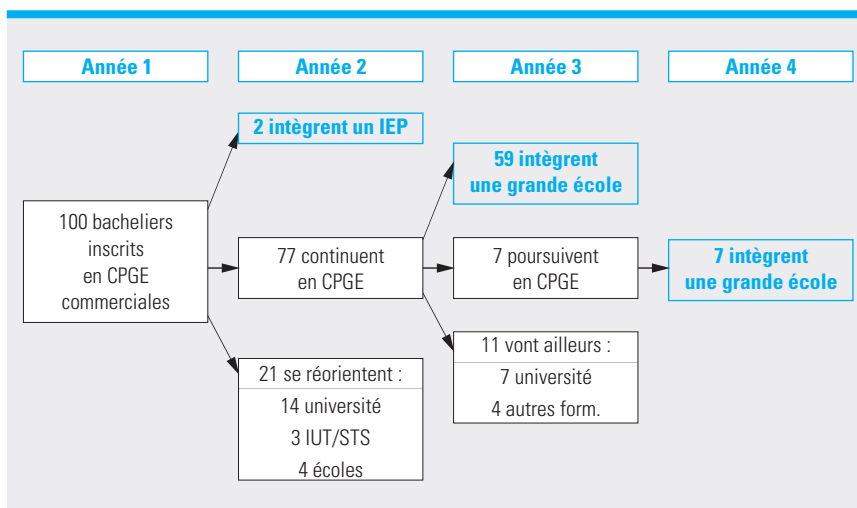 Année 1
Année 2
Année 3
Année 4
2 intègrent un IEP
59 intègrent
une grande école
100 bacheliers
inscrits
en CPGE
commerciales
77 continuent
en CPGE
7 poursuivent
en CPGE
7 intègrent
une grande école
21 se réorientent :
14 université
3 IUT/STS
4 écoles
11 vont ailleurs :
7 université
4 autres form.